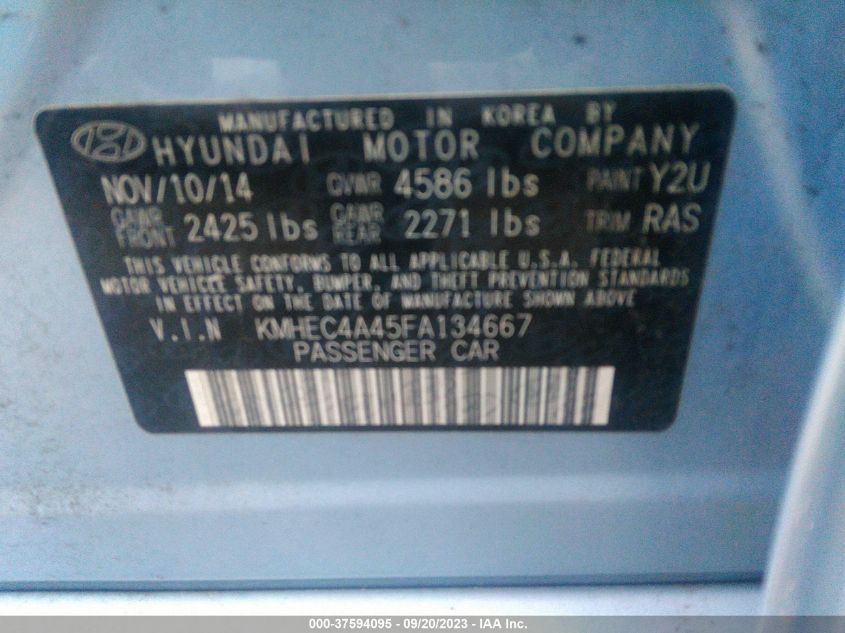 MANUFACTURED IN KOREA BY
HYUNDAI MOTOR COMPANY
NOV/10/14 GVWR 4586 lbs PAINT Y2U
GAWR FRONT 2425 lbs GAWR REAR 2271 lbs TRIM RAS
THIS VEHICLE CONFORMS TO ALL APPLICABLE U.S.A. FEDERAL
MOTOR VEHICLE SAFETY, BUMPER, AND THEFT PREVENTION STANDARDS
IN EFFECT ON THE DATE OF MANUFACTURE SHOWN ABOVE
V.I.N KMHEC4A45FA134667
PASSENGER CAR
000-37594095 - 09/20/2023 - IAA Inc.